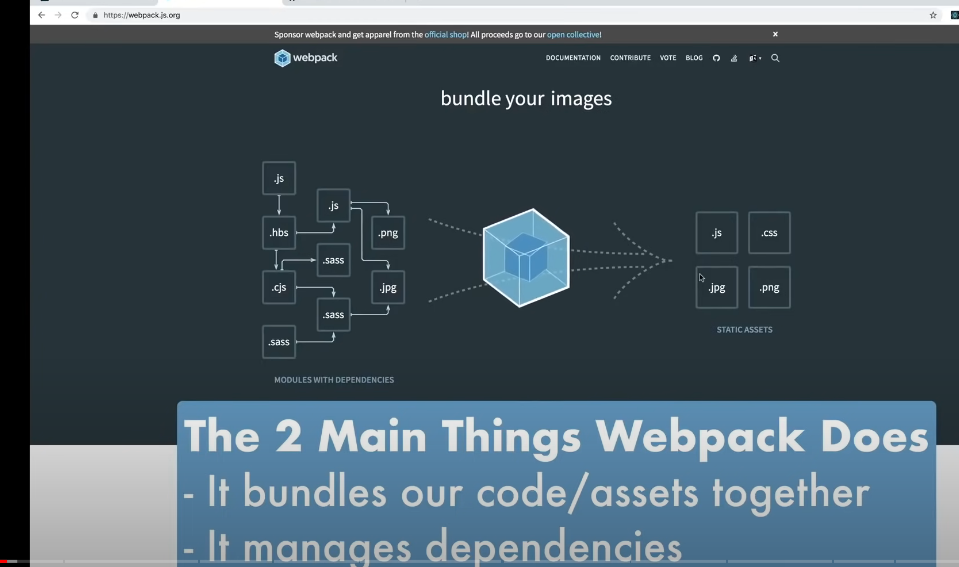 https://webpack.js.org
Sponsor webpack and get apparel from the official shop! All proceeds go to our open collective!
×
webpack
DOCUMENTATION CONTRIBUTE VOTE BLOG
bundle your images
.js
.js
.hbs
.png
.sass
.cjs
.jpg
.sass
.sass
MODULES WITH DEPENDENCIES
.js .css
.jpg .png
STATIC ASSETS
The 2 Main Things Webpack Does
- It bundles our code/assets together
- It manages dependencies